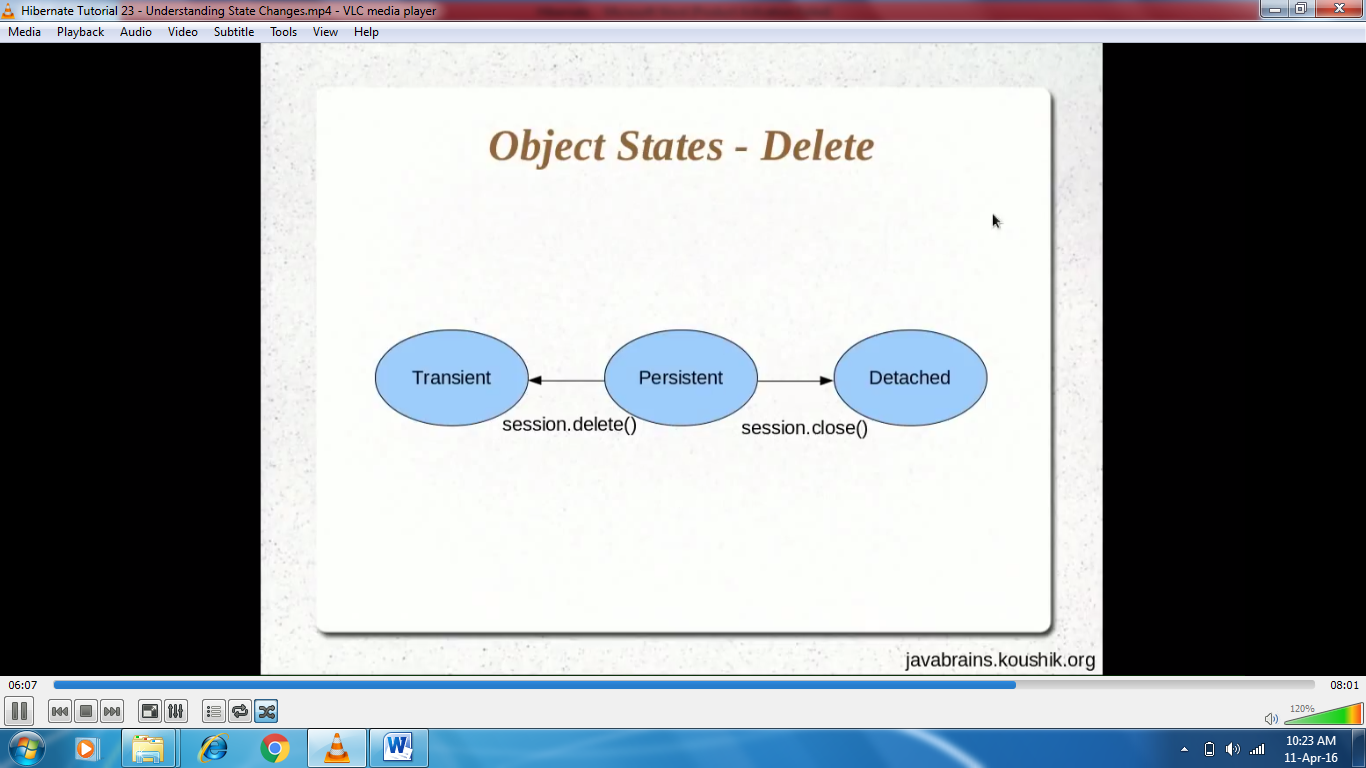 Hibernate Tutorial 23 - Understanding State Changes.mp4 - VLC media player
Media Playback Audio Video Subtitle Tools View Help
Object States - Delete
Transient Persistent Detached
session.delete() session.close()
javabrains.koushik.org
06:07 08:01
120%
10:23 AM
11-Apr-16